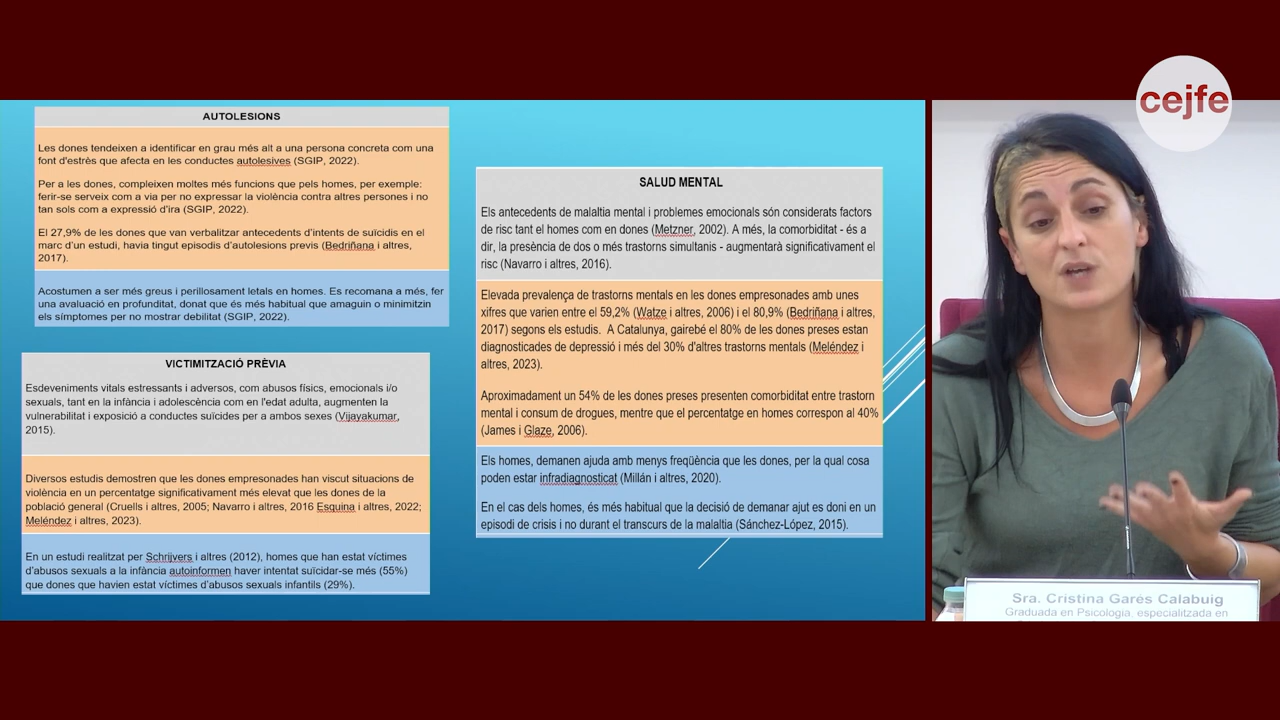 AUTOLESIONS
Les dones tendeixen a identificar en grau més alt a una persona concreta com una
font d'estrès que afecta en les conductes autolesives (SGIP, 2022).
Per a les dones, compleixen moltes més funcions que pels homes, per exemple:
ferir-se serveix com a via per no expressar la violència contra altres persones i no
tan sols com a expressió d'ira (SGIP, 2022).
El 27,9% de les dones que van verbalitzar antecedents d'intents de suïcidis en el
marc d'un estudi, havia tingut episodis d'autolesions previs (Bedriñana i altres,
2017).
Acostumen a ser més greus i perillosament letals en homes. Es recomana a més, fer
una avaluació en profunditat, donat que és més habitual que amaguin o minimitzin
els símptomes per no mostrar debilitat (SGIP, 2022).
VICTIMITZACIÓ PRÈVIA
Esdeveniments vitals estressants i adversos, com abusos físics, emocionals i/o
sexuals, tant en la infància i adolescència com en l'edat adulta, augmenten la
vulnerabilitat i exposició a conductes suïcides per a ambos sexes (Vijayakumar,
2015).
Diversos estudis demostren que les dones empresonades han viscut situacions de
violència en un percentatge significativament més elevat que les dones de la
població general (Cruells i altres, 2005; Navarro i altres, 2016 Esquina i altres, 2022;
Meléndez i altres, 2023).
En un estudi realitzat per Schrijvers i altres (2012), homes que han estat víctimes
d'abusos sexuals a la infància autoinformen haver intentat suïcidar-se més (55%)
que dones que havien estat víctimes d'abusos sexuals infantils (29%).
SALUD MENTAL
Els antecedents de malaltia mental i problemes emocionals són considerats factors
de risc tant el homes com en dones (Metzner, 2002). A més, la comorbiditat - és a
dir, la presència de dos o més trastorns simultanis - augmentarà significativament el
risc (Navarro i altres, 2016).
Elevada prevalença de trastorns mentals en les dones empresonades amb unes
xifres que varien entre el 59,2% (Watze i altres, 2006) i el 80,9% (Bedriñana i altres,
2017) segons els estudis. A Catalunya, gairebé el 80% de les dones preses estan
diagnosticades de depressió i més del 30% d'altres trastorns mentals (Meléndez i
altres, 2023).
Aproximadament un 54% de les dones preses presenten comorbiditat entre trastorn
mental i consum de drogues, mentre que el percentatge en homes correspon al 40%
(James i Glaze, 2006).
Els homes, demanen ajuda amb menys freqüència que les dones, per la qual cosa
poden estar infradiagnosticat (Millán i altres, 2020).
En el cas dels homes, és més habitual que la decisió de demanar ajut es doni en un
episodi de crisis i no durant el transcurs de la malaltia (Sánchez-López, 2015).
cejfe
Sra. Cristina Garés Calabuig
Graduada en Psicologia, especialitzada en